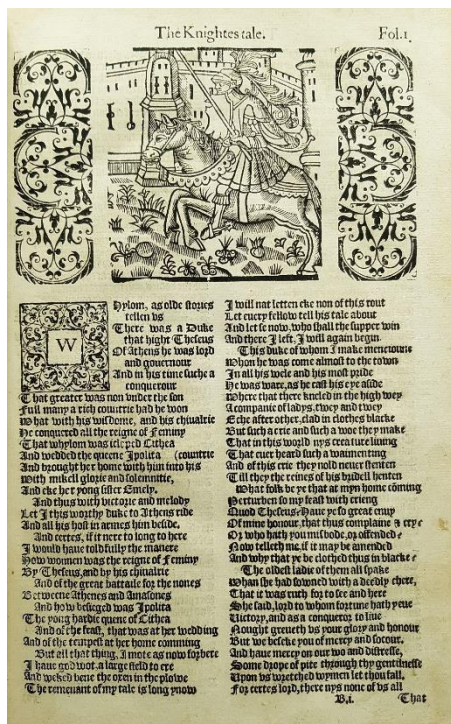 The Knightes tale.
Fol.1.
WHylom, as olde stories
tellen vs
There was a Duke
that hight Theseus
Of Athens he was lord
and gouernour
And in his time suche a
conquerour
That greater was non vnder the son
Full many a rich countrie had he won
What with his wisdome, and his chiualrie
He conquered all the reigne of Feminy
That whylom was icleped Cithea
And wedded the queene Ipolita (countrie
And brought her home with him into his
With mukell glorie and solemnitie,
And eke her yong sister Emely,
And thus with victorie and melody
Let I this worthy duke to Athens ride
And all his host in armes him beside,
And certes, if it nere to long to here
I would haue told fully the manere
How women was the reigne of Feminy
By Theseus, and by his chiualrie
And of the great battaile for the nones
Betweene Athenes and Amasones
And how besieged was Ipolita
The yong hardie quene of Cithea
And of the feast, that was at her wedding
And of the tempest at her home comming
But all that thing, I mote as now forbere
I haue god wot, a large field to ere
And weked bene the oxen in the plowe
The remenant of my tale is long ynow
I will nat letten eke non of this rout
Let euery fellow tell his tale about
And let se now, who shall the supper win
And there I left, I will again begin.
This duke of whom I make mencioun
Whon he was come almost to the town
In all his wele and his most pride
He was ware, as he cast his eye aside
Where that there kneled in the high wey
A companie of ladys, twey and twey
Eche after other, clad in clothes blacke
But such a crie and such a woe they make
That in this world nys creature liuing
That euer heard such a waimenting
And of this crie they nold neuer stenten
Till they the reines of his bridell henten
What folk be ye that at myn home cōming
Perturben so my feast with crieng
Quod Theseus: Haue ye so great enuy
Of mine honour, that thus complaine & crye
Or who hath you misbode, or offended
Now telleth me, if it may be amended
And why that ye be clothed thus in blacke
The oldest ladie of them all spake
Whan she had sowned with a deedly chere,
That it was ruth for to see and here
She said, lord to whom fortune hath yeue
Victory, and as a conqueror to liue
Nought greueth vs your glory and honour
But we beseke you of mercy and socour.
And haue mercy on our wo and distresse,
Some drope of pite through thy gentilnesse
Upon vs wretched wymen let thou fall,
For certes lord, there nys none of vs all
B.i.
That